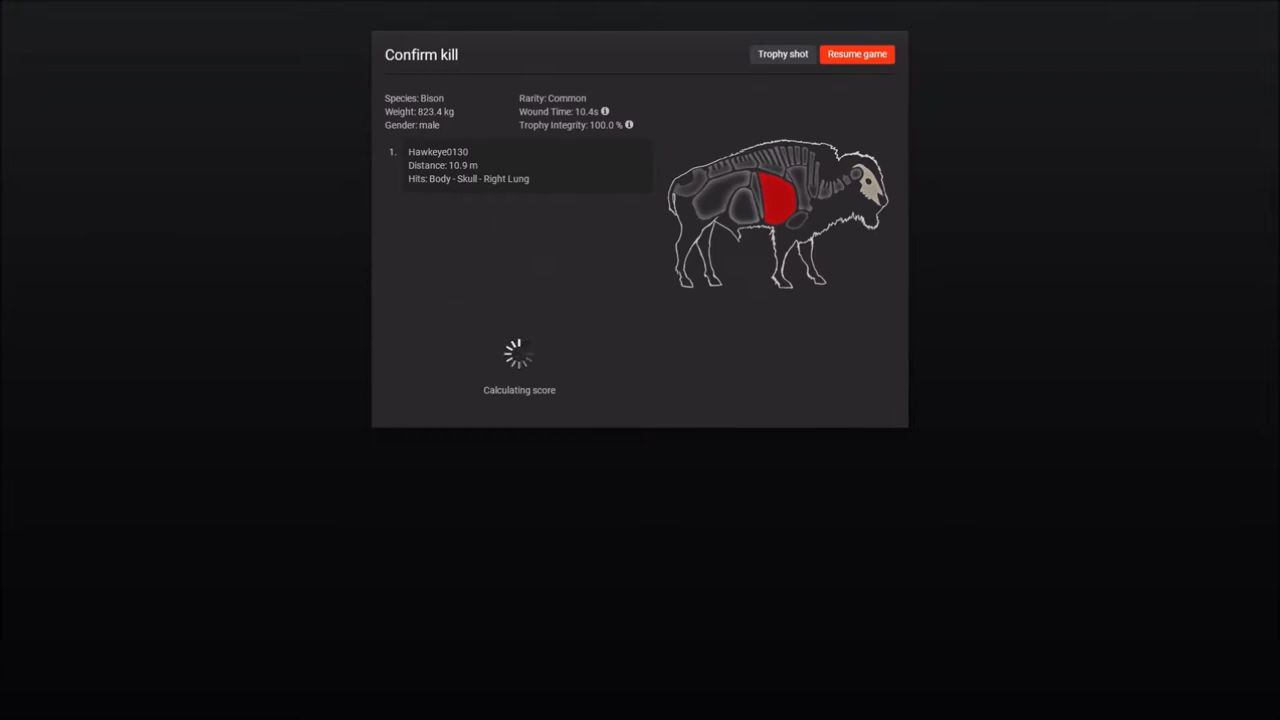 Confirm kill
Trophy shot
Resume game
Species: Bison
Weight: 823.4 kg
Gender: male
Rarity: Common
Wound Time: 10.4s
Trophy Integrity: 100.0 %
1. Hawkeye0130
Distance: 10.9 m
Hits: Body - Skull - Right Lung
Calculating score